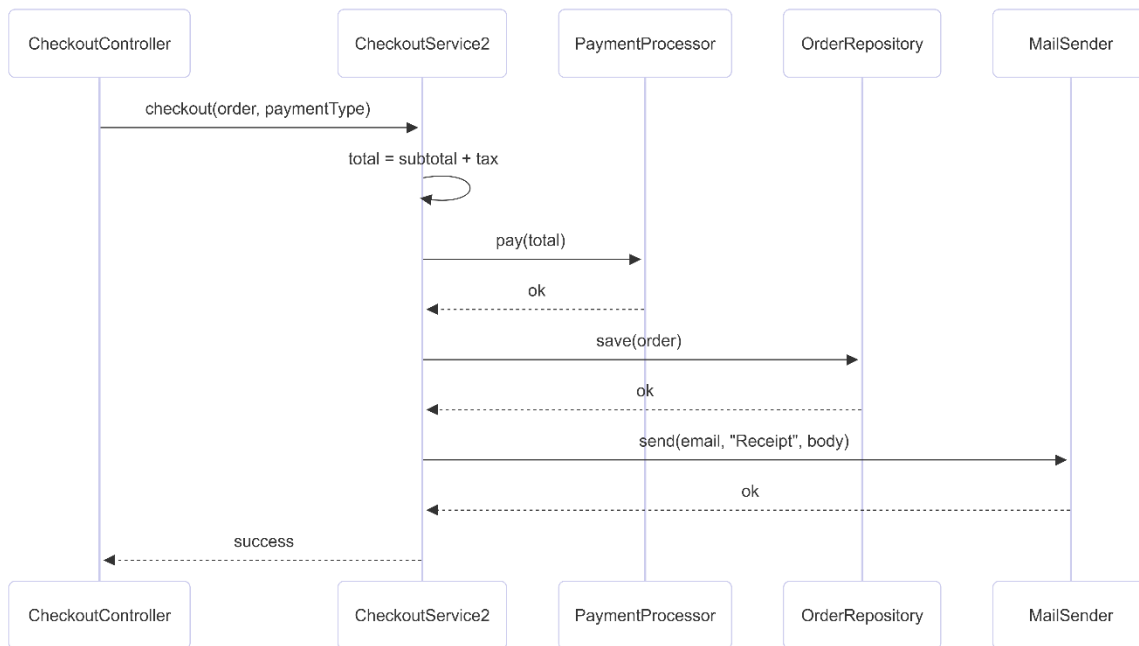 CheckoutController
CheckoutService2
PaymentProcessor
OrderRepository
MailSender
checkout(order, paymentType)
total = subtotal + tax
pay(total)
ok
save(order)
ok
send(email, "Receipt", body)
ok
success
CheckoutController
CheckoutService2
PaymentProcessor
OrderRepository
MailSender